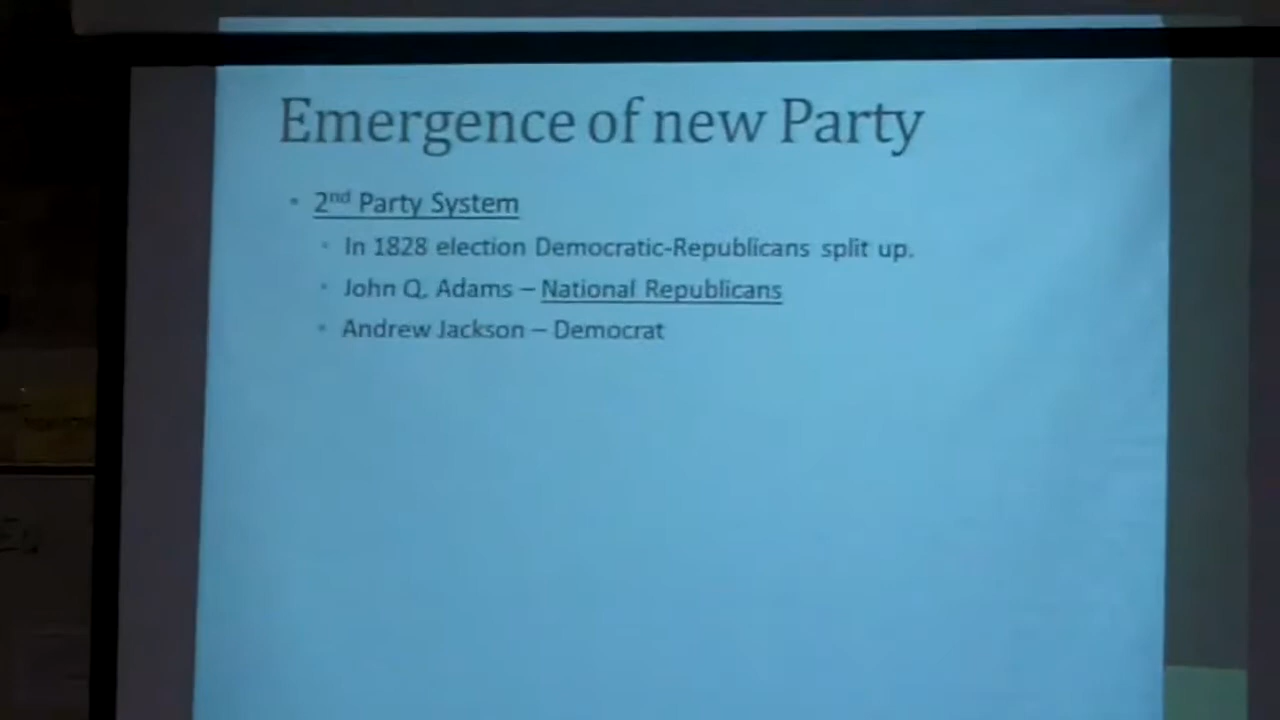 Emergence of new Party
• 2nd Party System
• In 1828 election Democratic-Republicans split up.
• John Q. Adams – National Republicans
• Andrew Jackson – Democrat